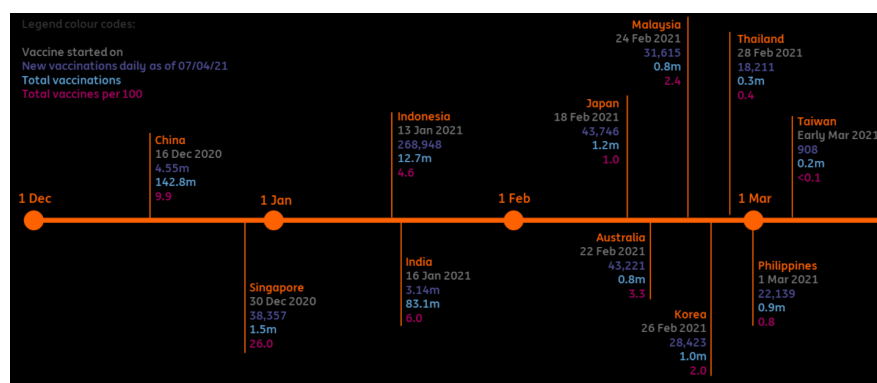 Legend colour codes:
Vaccine started on
New vaccinations daily as of 07/04/21
Total vaccinations
Total vaccines per 100
1 Dec
China
16 Dec 2020
4.55m
142.8m
9.9
Singapore
30 Dec 2020
38,357
1.5m
26.0
1 Jan
Indonesia
13 Jan 2021
268,948
12.7m
4.6
India
16 Jan 2021
3.14m
83.1m
6.0
1 Feb
Japan
18 Feb 2021
43,746
1.2m
1.0
Australia
22 Feb 2021
43,221
0.8m
3.3
Malaysia
24 Feb 2021
31,615
0.8m
2.4
Korea
26 Feb 2021
28,423
1.0m
2.0
Thailand
28 Feb 2021
18,211
0.3m
0.4
1 Mar
Philippines
1 Mar 2021
22,139
0.9m
0.8
Taiwan
Early Mar 2021
908
0.2m
<0.1